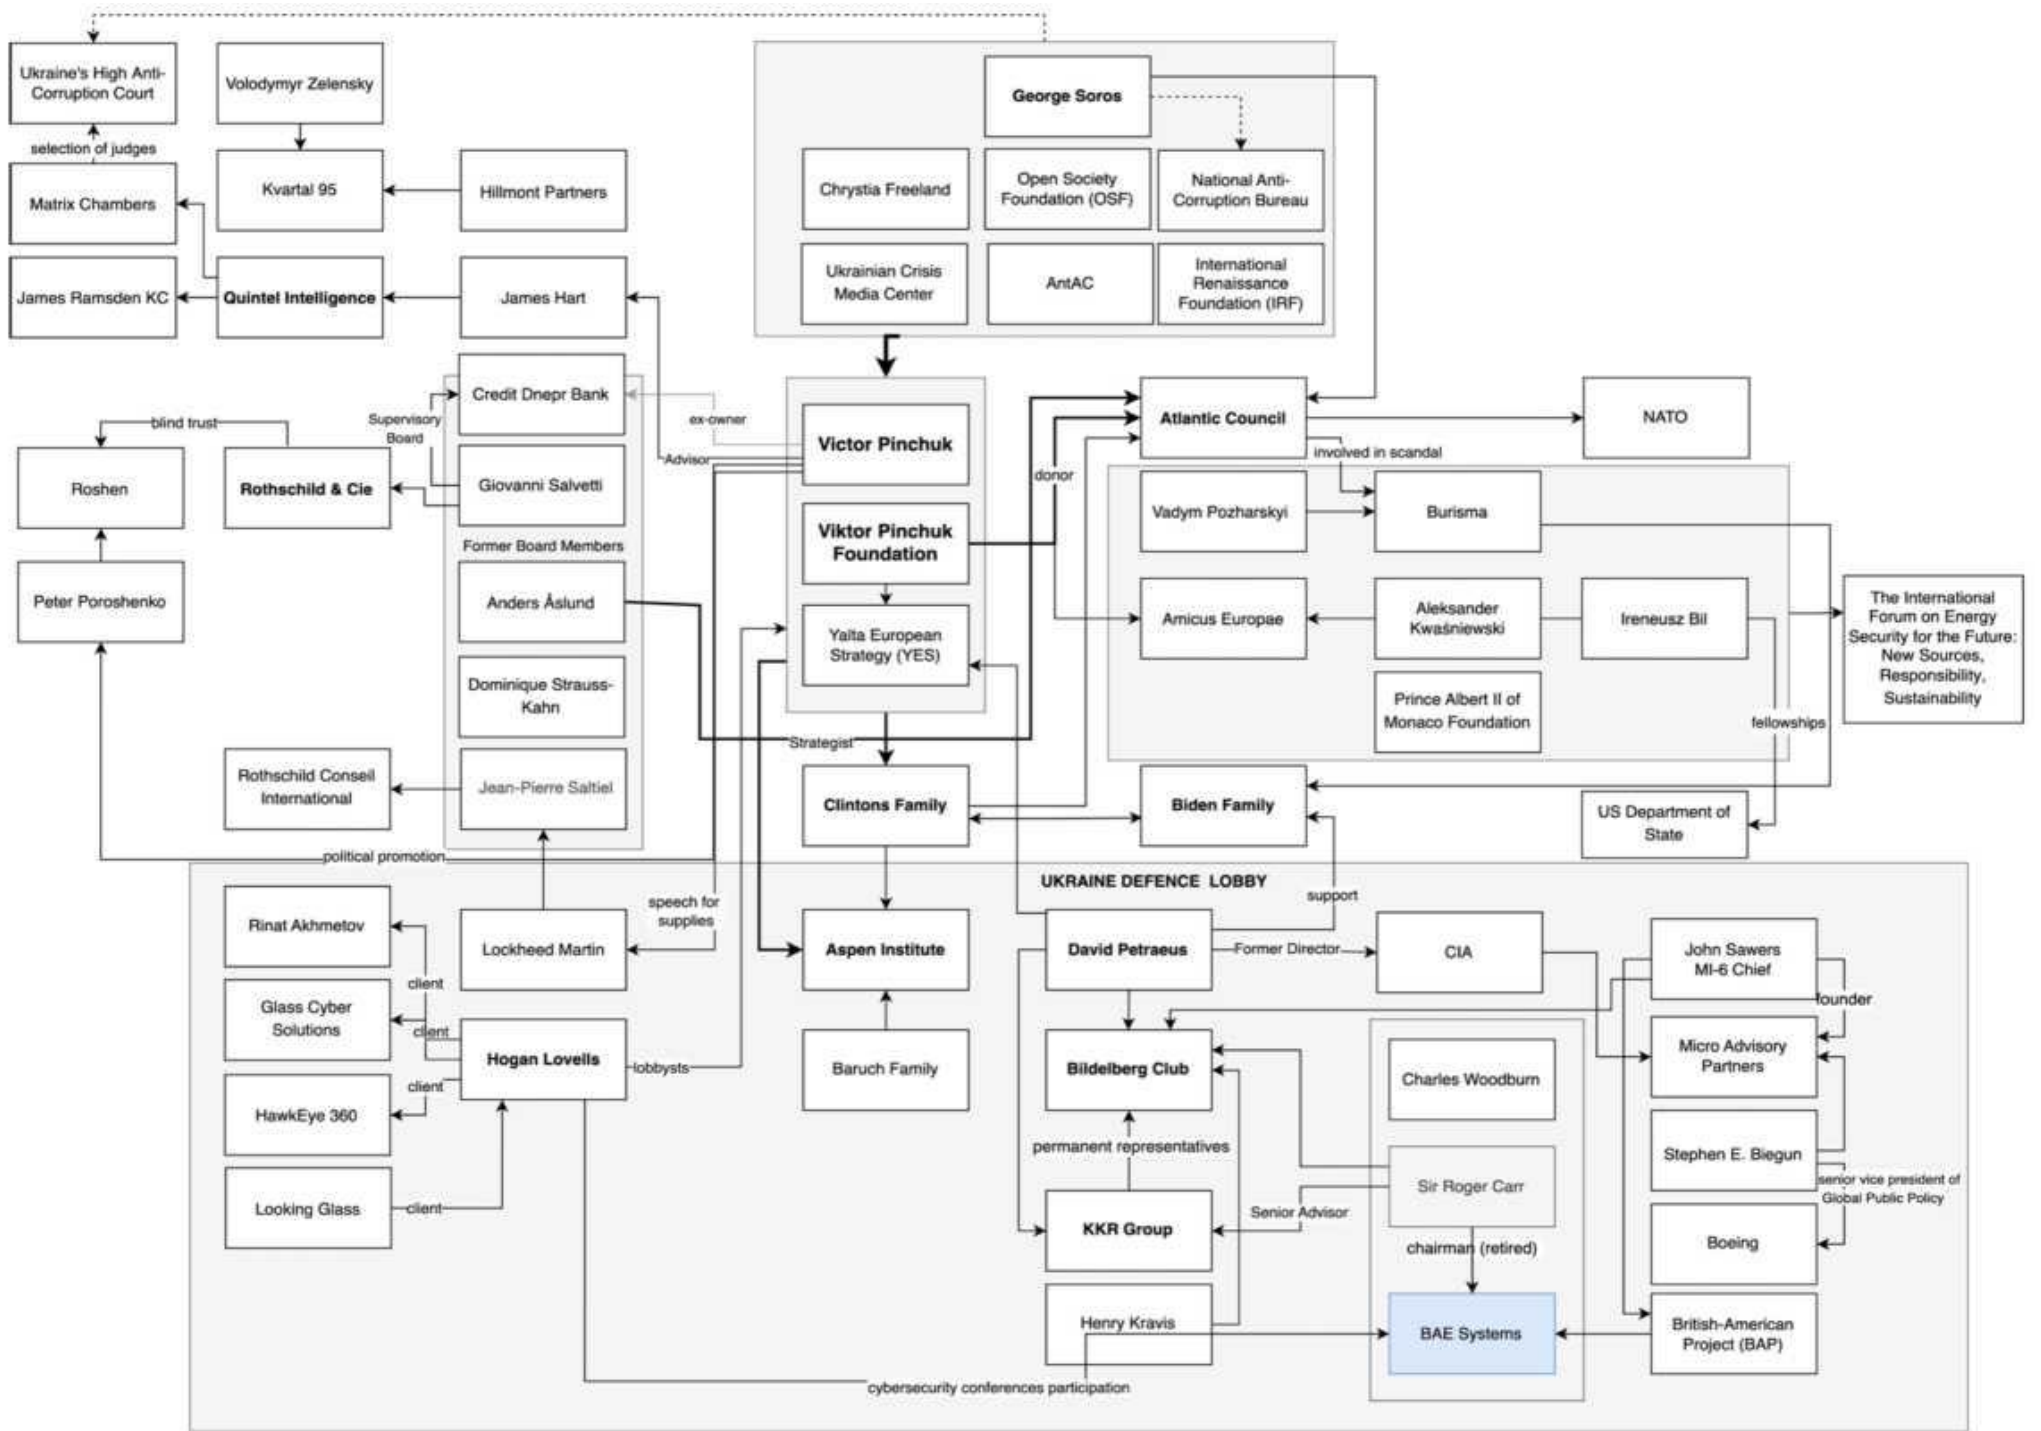 Ukraine's High Anti-
Corruption Court
Volodymyr Zelensky
George Soros
selection of judges
Matrix Chambers
Kvartal 95
Hillmont Partners
Chrystia Freeland
Open Society
Foundation (OSF)
National Anti-
Corruption Bureau
James Ramsden KC
Quintel Intelligence
James Hart
Ukrainian Crisis
Media Center
AntAC
International
Renaissance
Foundation (IRF)
Credit Dnepr Bank
ex-owner
Victor Pinchuk
Atlantic Council
NATO
blind trust
Supervisory
Board
Advisor
involved in scandal
donor
Roshen
Rothschild & Cie
Giovanni Salvetti
Vadym Pozharskyi
Burisma
Former Board Members
Viktor Pinchuk
Foundation
Peter Poroshenko
Anders Åslund
Yalta European
Strategy (YES)
Amicus Europae
Aleksander
Kwaśniewski
Ireneusz Bil
The International
Forum on Energy
Security for the Future:
New Sources,
Responsibility,
Sustainability
Dominique Strauss-
Kahn
Prince Albert II of
Monaco Foundation
fellowships
Strategist
Rothschild Conseil
International
Jean-Pierre Saltiel
Clintons Family
Biden Family
US Department of
State
political promotion
UKRAINE DEFENCE LOBBY
support
speech for
supplies
Rinat Akhmetov
Lockheed Martin
Aspen Institute
David Petraeus
Former Director
CIA
John Sawers
MI-6 Chief
founder
client
Glass Cyber
Solutions
client
Hogan Lovells
lobbysts
Baruch Family
Bildelberg Club
Charles Woodburn
Micro Advisory
Partners
client
HawkEye 360
permanent representatives
Stephen E. Biegun
senior vice president of
Global Public Policy
Looking Glass
client
KKR Group
Senior Advisor
Sir Roger Carr
chairman (retired)
Boeing
Henry Kravis
BAE Systems
British-American
Project (BAP)
cybersecurity conferences participation